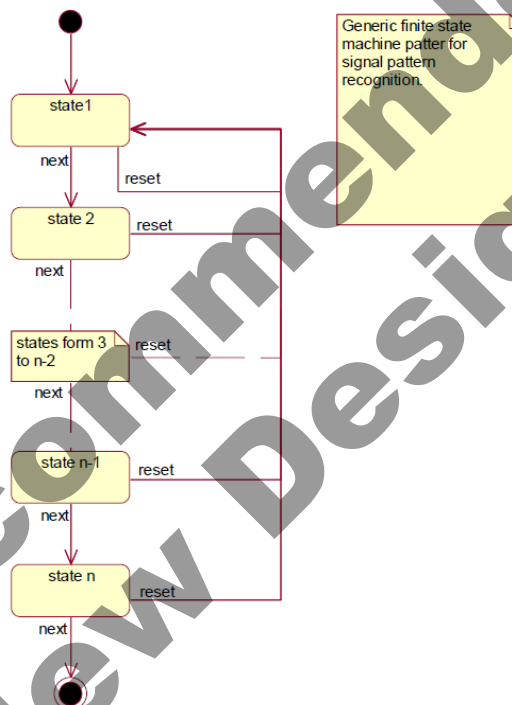 Generic finite state
machine patter for
signal pattern
recognition.
state1
next
reset
state 2
reset
next
states form 3
to n-2
reset
next
state n-1
reset
next
state n
reset
next